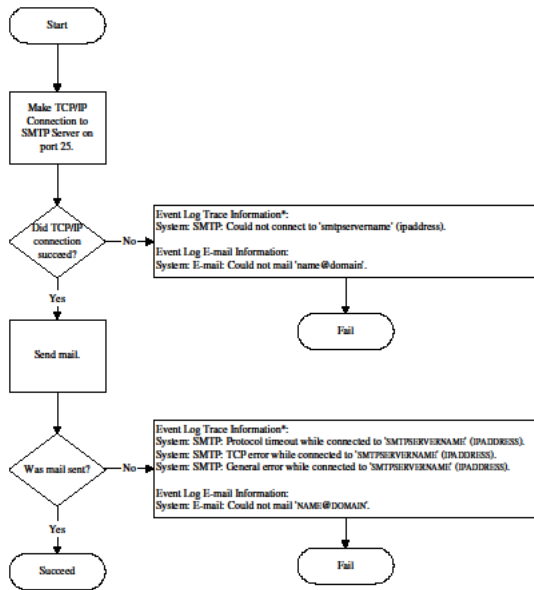 Start
Make TCP/IP
Connection to
SMTP Server on
port 25.
Did TCP/IP
connection
succeed?
No
Event Log Trace Information*:
System: SMTP: Could not connect to 'smtpservername' (ipaddress).
Event Log E-mail Information:
System: E-mail: Could not mail 'name@domain'.
Fail
Yes
Send mail.
Was mail sent?
No
Event Log Trace Information*:
System: SMTP: Protocol timeout while connected to 'SMTPSERVERNAME' (IPADDRESS).
System: SMTP: TCP error while connected to 'SMTPSERVERNAME' (IPADDRESS).
System: SMTP: General error while connected to 'SMTPSERVERNAME' (IPADDRESS).
Event Log E-mail Information:
System: E-mail: Could not mail 'NAME@DOMAIN'.
Fail
Yes
Succeed